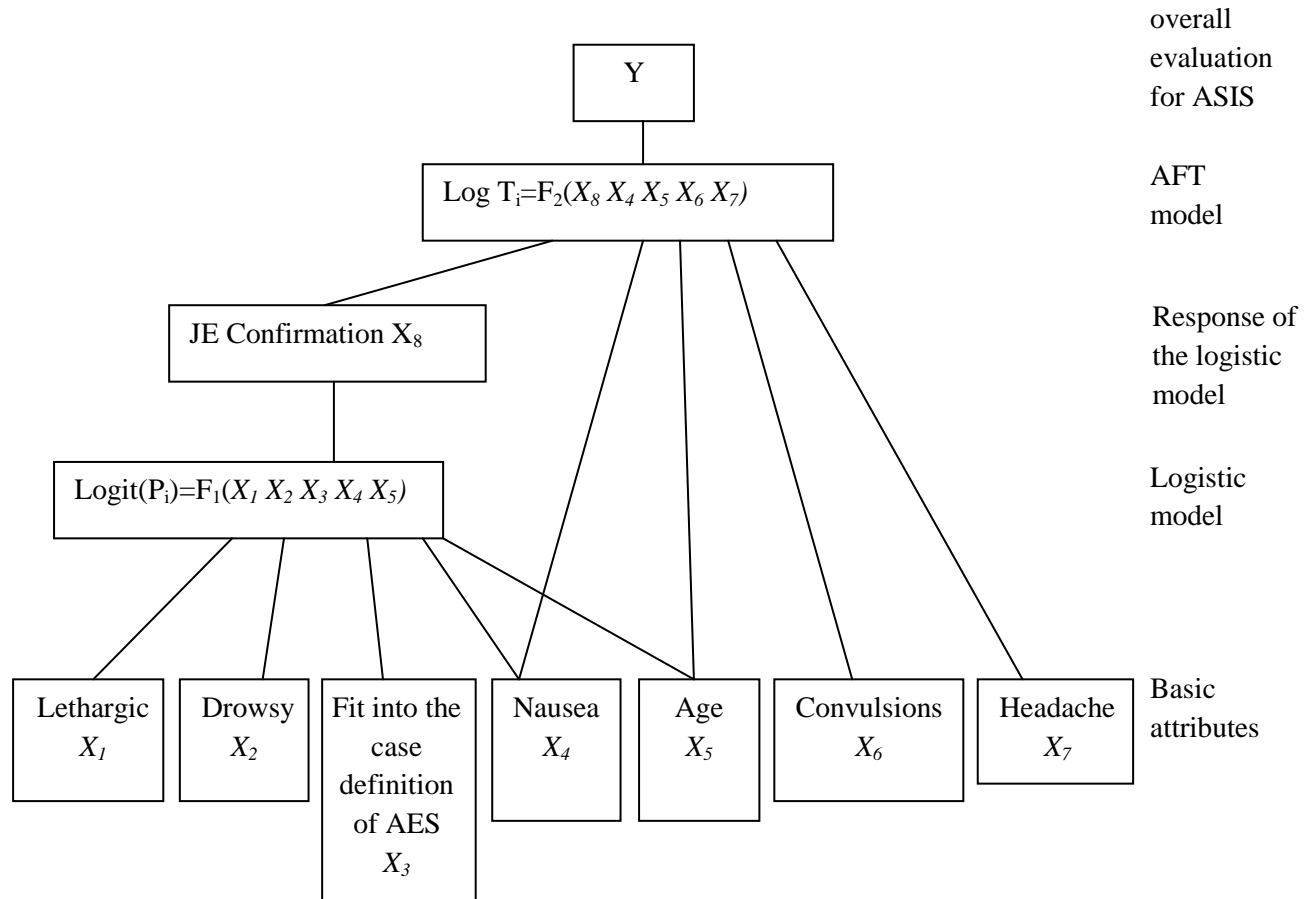 overall
evaluation
for ASIS
Y
Log Tᵢ=F₂(X₈ X₄ X₅ X₆ X₇)
AFT
model
JE Confirmation X₈
Response of
the logistic
model
Logit(Pᵢ)=F₁(X₁ X₂ X₃ X₄ X₅)
Logistic
model
Lethargic
X₁
Drowsy
X₂
Fit into the
case
definition
of AES
X₃
Nausea
X₄
Age
X₅
Convulsions
X₆
Headache
X₇
Basic
attributes